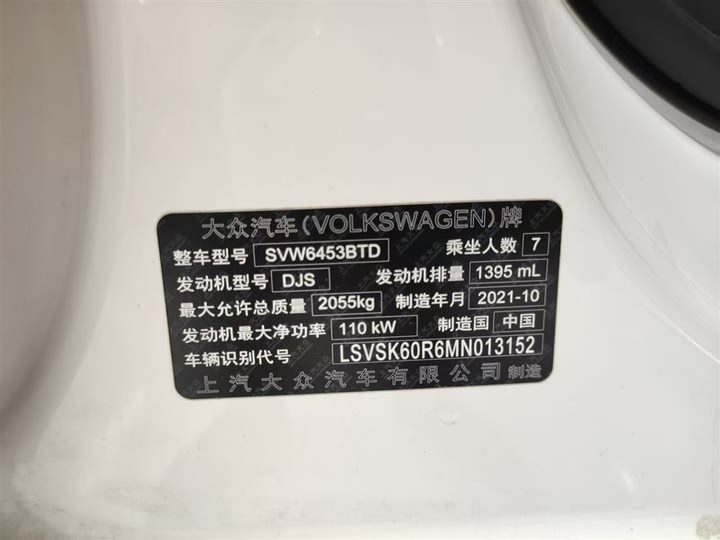 大众汽车(VOLKSWAGEN)牌
整车型号 SVW6453BTD 乘坐人数 7
发动机型号 DJS 发动机排量 1395 mL
最大允许总质量 2055kg 制造年月 2021-10
发动机最大净功率 110 kW 制造国 中国
车辆识别代号 LSVSK60R6MN013152
上汽大众汽车有限公司 制造